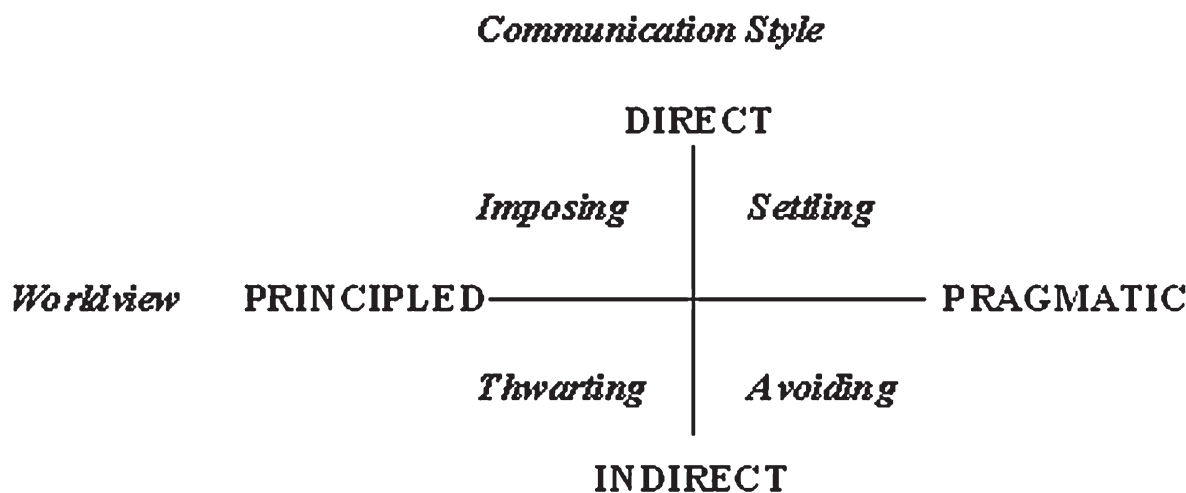 Communication Style
DIRECT
Imposing Settling
Worldview PRINCIPLED PRAGMATIC
Thwarting Avoiding
INDIRECT